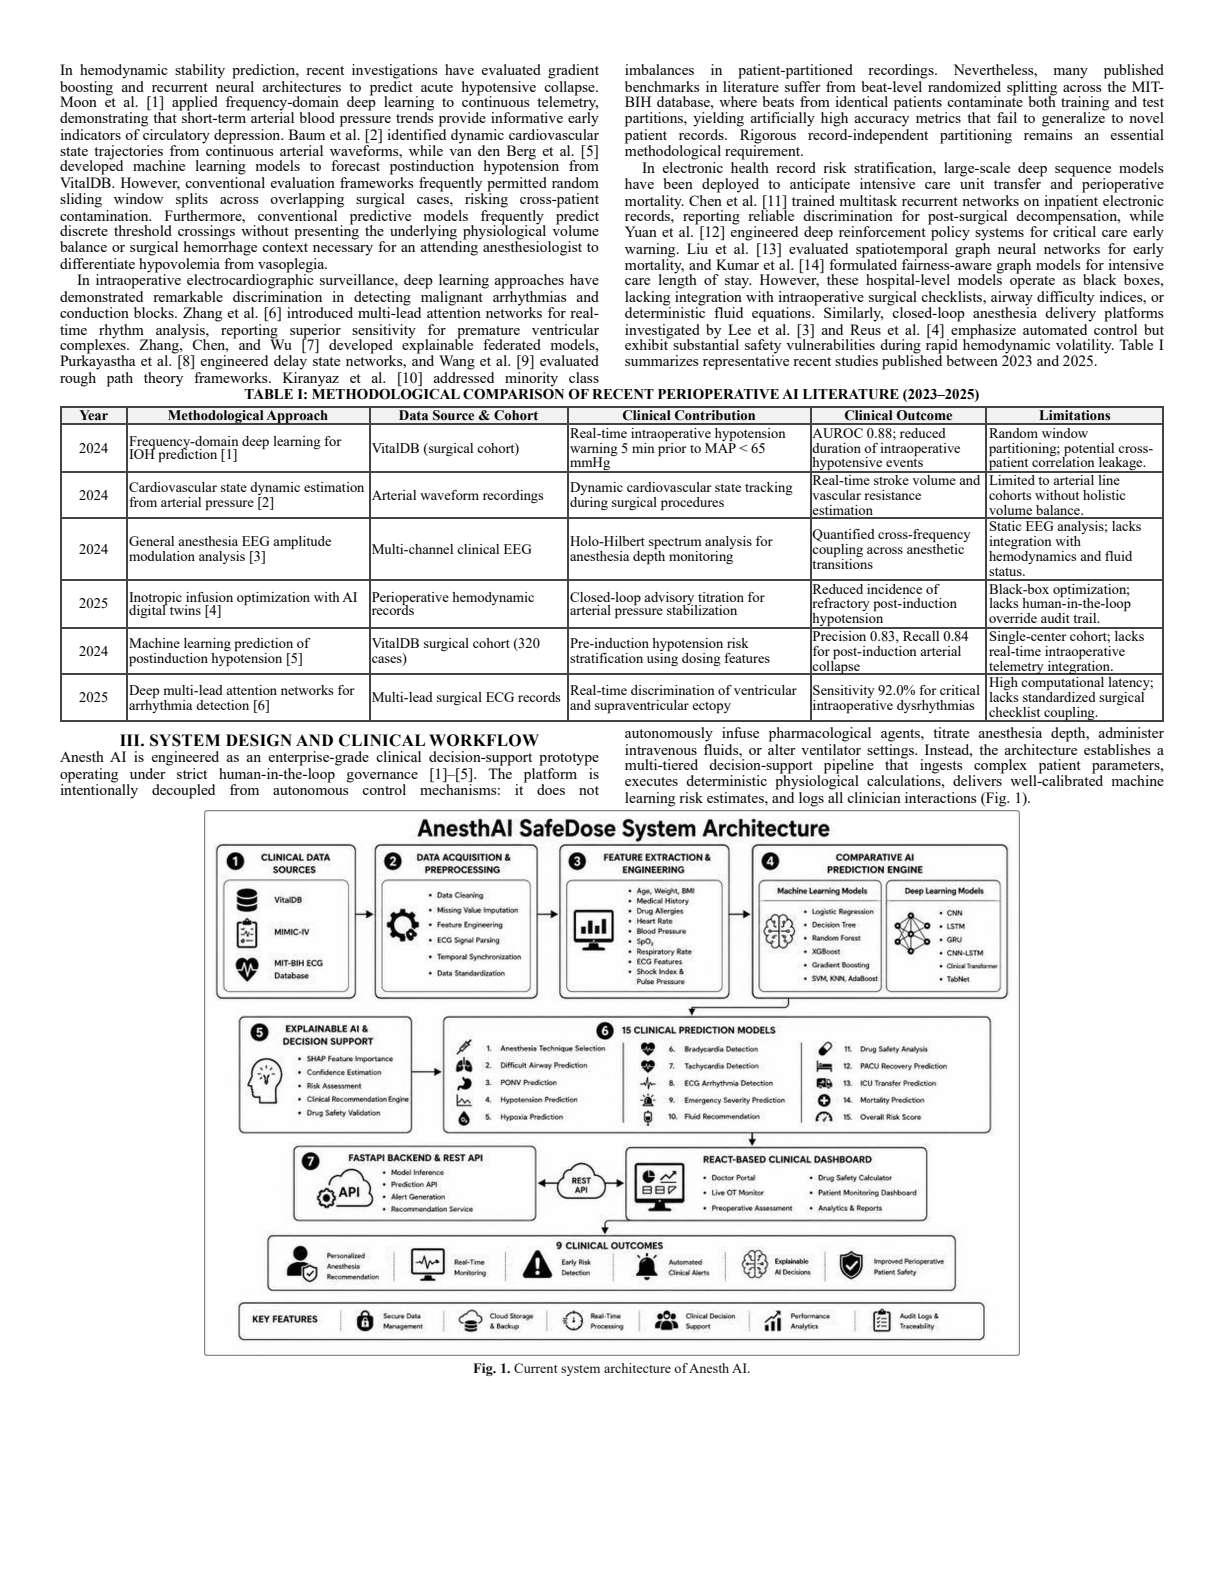 In hemodynamic stability prediction, recent investigations have evaluated gradient
boosting and recurrent neural architectures to predict acute hypotensive collapse.
Moon et al. [1] applied frequency-domain deep learning to continuous telemetry,
demonstrating that short-term arterial blood pressure trends provide informative early
indicators of circulatory depression. Baum et al. [2] identified dynamic cardiovascular
state trajectories from continuous arterial waveforms, while van den Berg et al. [5]
developed machine learning models to forecast postinduction hypotension from
VitalDB. However, conventional evaluation frameworks frequently permitted random
sliding window splits across overlapping surgical cases, risking cross-patient
contamination. Furthermore, conventional predictive models frequently predict
discrete threshold crossings without presenting the underlying physiological volume
balance or surgical hemorrhage context necessary for an attending anesthesiologist to
differentiate hypovolemia from vasoplegia.
In intraoperative electrocardiographic surveillance, deep learning approaches have
demonstrated remarkable discrimination in detecting malignant arrhythmias and
conduction blocks. Zhang et al. [6] introduced multi-lead attention networks for real-
time rhythm analysis, reporting superior sensitivity for premature ventricular
complexes. Zhang, Chen, and Wu [7] developed explainable federated models,
Purkayastha et al. [8] engineered delay state networks, and Wang et al. [9] evaluated
rough path theory frameworks. Kiranyaz et al. [10] addressed minority class
imbalances in patient-partitioned recordings. Nevertheless, many published
benchmarks in literature suffer from beat-level randomized splitting across the MIT-
BIH database, where beats from identical patients contaminate both training and test
partitions, yielding artificially high accuracy metrics that fail to generalize to novel
patient records. Rigorous record-independent partitioning remains an essential
methodological requirement.
In electronic health record risk stratification, large-scale deep sequence models
have been deployed to anticipate intensive care unit transfer and perioperative
mortality. Chen et al. [11] trained multitask recurrent networks on inpatient electronic
records, reporting reliable discrimination for post-surgical decompensation, while
Yuan et al. [12] engineered deep reinforcement policy systems for critical care early
warning. Liu et al. [13] evaluated spatiotemporal graph neural networks for early
mortality, and Kumar et al. [14] formulated fairness-aware graph models for intensive
care length of stay. However, these hospital-level models operate as black boxes,
lacking integration with intraoperative surgical checklists, airway difficulty indices, or
deterministic fluid equations. Similarly, closed-loop anesthesia delivery platforms
investigated by Lee et al. [3] and Reus et al. [4] emphasize automated control but
exhibit substantial safety vulnerabilities during rapid hemodynamic volatility. Table I
summarizes representative recent studies published between 2023 and 2025.
TABLE I: METHODOLOGICAL COMPARISON OF RECENT PERIOPERATIVE AI LITERATURE (2023–2025)
Year Methodological Approach Data Source & Cohort Clinical Contribution Clinical Outcome Limitations
2024
Frequency-domain deep learning for
IOH prediction [1]
VitalDB (surgical cohort)
Real-time intraoperative hypotension
warning 5 min prior to MAP < 65
mmHg
AUROC 0.88; reduced
duration of intraoperative
hypotensive events
Random window
partitioning; potential cross-
patient correlation leakage.
2024
Cardiovascular state dynamic estimation
from arterial pressure [2]
Arterial waveform recordings
Dynamic cardiovascular state tracking
during surgical procedures
Real-time stroke volume and
vascular resistance
estimation
Limited to arterial line
cohorts without holistic
volume balance.
2024
General anesthesia EEG amplitude
modulation analysis [3]
Multi-channel clinical EEG
Holo-Hilbert spectrum analysis for
anesthesia depth monitoring
Quantified cross-frequency
coupling across anesthetic
transitions
Static EEG analysis; lacks
integration with
hemodynamics and fluid
status.
2025
Inotropic infusion optimization with AI
digital twins [4]
Perioperative hemodynamic
records
Closed-loop advisory titration for
arterial pressure stabilization
Reduced incidence of
refractory post-induction
hypotension
Black-box optimization;
lacks human-in-the-loop
override audit trail.
2024
Machine learning prediction of
postinduction hypotension [5]
VitalDB surgical cohort (320
cases)
Pre-induction hypotension risk
stratification using dosing features
Precision 0.83, Recall 0.84
for post-induction arterial
collapse
Single-center cohort; lacks
real-time intraoperative
telemetry integration.
2025
Deep multi-lead attention networks for
arrhythmia detection [6]
Multi-lead surgical ECG records
Real-time discrimination of ventricular
and supraventricular ectopy
Sensitivity 92.0% for critical
intraoperative dysrhythmias
High computational latency;
lacks standardized surgical
checklist coupling.
III. SYSTEM DESIGN AND CLINICAL WORKFLOW
Anesth AI is engineered as an enterprise-grade clinical decision-support prototype
operating under strict human-in-the-loop governance [1]–[5]. The platform is
intentionally decoupled from autonomous control mechanisms: it does not
autonomously infuse pharmacological agents, titrate anesthesia depth, administer
intravenous fluids, or alter ventilator settings. Instead, the architecture establishes a
multi-tiered decision-support pipeline that ingests complex patient parameters,
executes deterministic physiological calculations, delivers well-calibrated machine
learning risk estimates, and logs all clinician interactions (Fig. 1).
AnesthAI SafeDose System Architecture
1 CLINICAL DATA
SOURCES
VitalDB
MIMIC-IV
MIT-BIH ECG
Database
2 DATA ACQUISITION &
PREPROCESSING
• Data Cleaning
• Missing Value Imputation
• Feature Engineering
• ECG Signal Parsing
• Temporal Synchronization
• Data Standardization
3 FEATURE EXTRACTION &
ENGINEERING
• Age, Weight, BMI
• Medical History
• Drug Allergies
• Heart Rate
• Blood Pressure
• SpO₂
• Respiratory Rate
• ECG Features
• Shock Index &
Pulse Pressure
4 COMPARATIVE AI
PREDICTION ENGINE
Machine Learning Models
• Logistic Regression
• Decision Tree
• Random Forest
• XGBoost
• Gradient Boosting
• SVM, KNN, AdaBoost
Deep Learning Models
• CNN
• LSTM
• GRU
• CNN-LSTM
• Clinical Transformer
• TabNet
5 EXPLAINABLE AI &
DECISION SUPPORT
• SHAP Feature Importance
• Confidence Estimation
• Risk Assessment
• Clinical Recommendation Engine
• Drug Safety Validation
6 15 CLINICAL PREDICTION MODELS
1. Anesthesia Technique Selection
2. Difficult Airway Prediction
3. PONV Prediction
4. Hypotension Prediction
5. Hypoxia Prediction
6. Bradycardia Detection
7. Tachycardia Detection
8. ECG Arrhythmia Detection
9. Emergency Severity Prediction
10. Fluid Recommendation
11. Drug Safety Analysis
12. PACU Recovery Prediction
13. ICU Transfer Prediction
14. Mortality Prediction
15. Overall Risk Score
7 FASTAPI BACKEND & REST API
API
• Model Inference
• Prediction API
• Alert Generation
• Recommendation Service
REST
API
REACT-BASED CLINICAL DASHBOARD
• Doctor Portal
• Live OT Monitor
• Preoperative Assessment
• Drug Safety Calculator
• Patient Monitoring Dashboard
• Analytics & Reports
9 CLINICAL OUTCOMES
Personalized
Anesthesia
Recommendation
Real-Time
Monitoring
Early Risk
Detection
Automated
Clinical Alerts
Explainable
AI Decisions
Improved Perioperative
Patient Safety
KEY FEATURES
Secure Data
Management
Cloud Storage
& Backup
Real-Time
Processing
Clinical Decision
Support
Performance
Analytics
Audit Logs &
Traceability
Fig. 1. Current system architecture of Anesth AI.